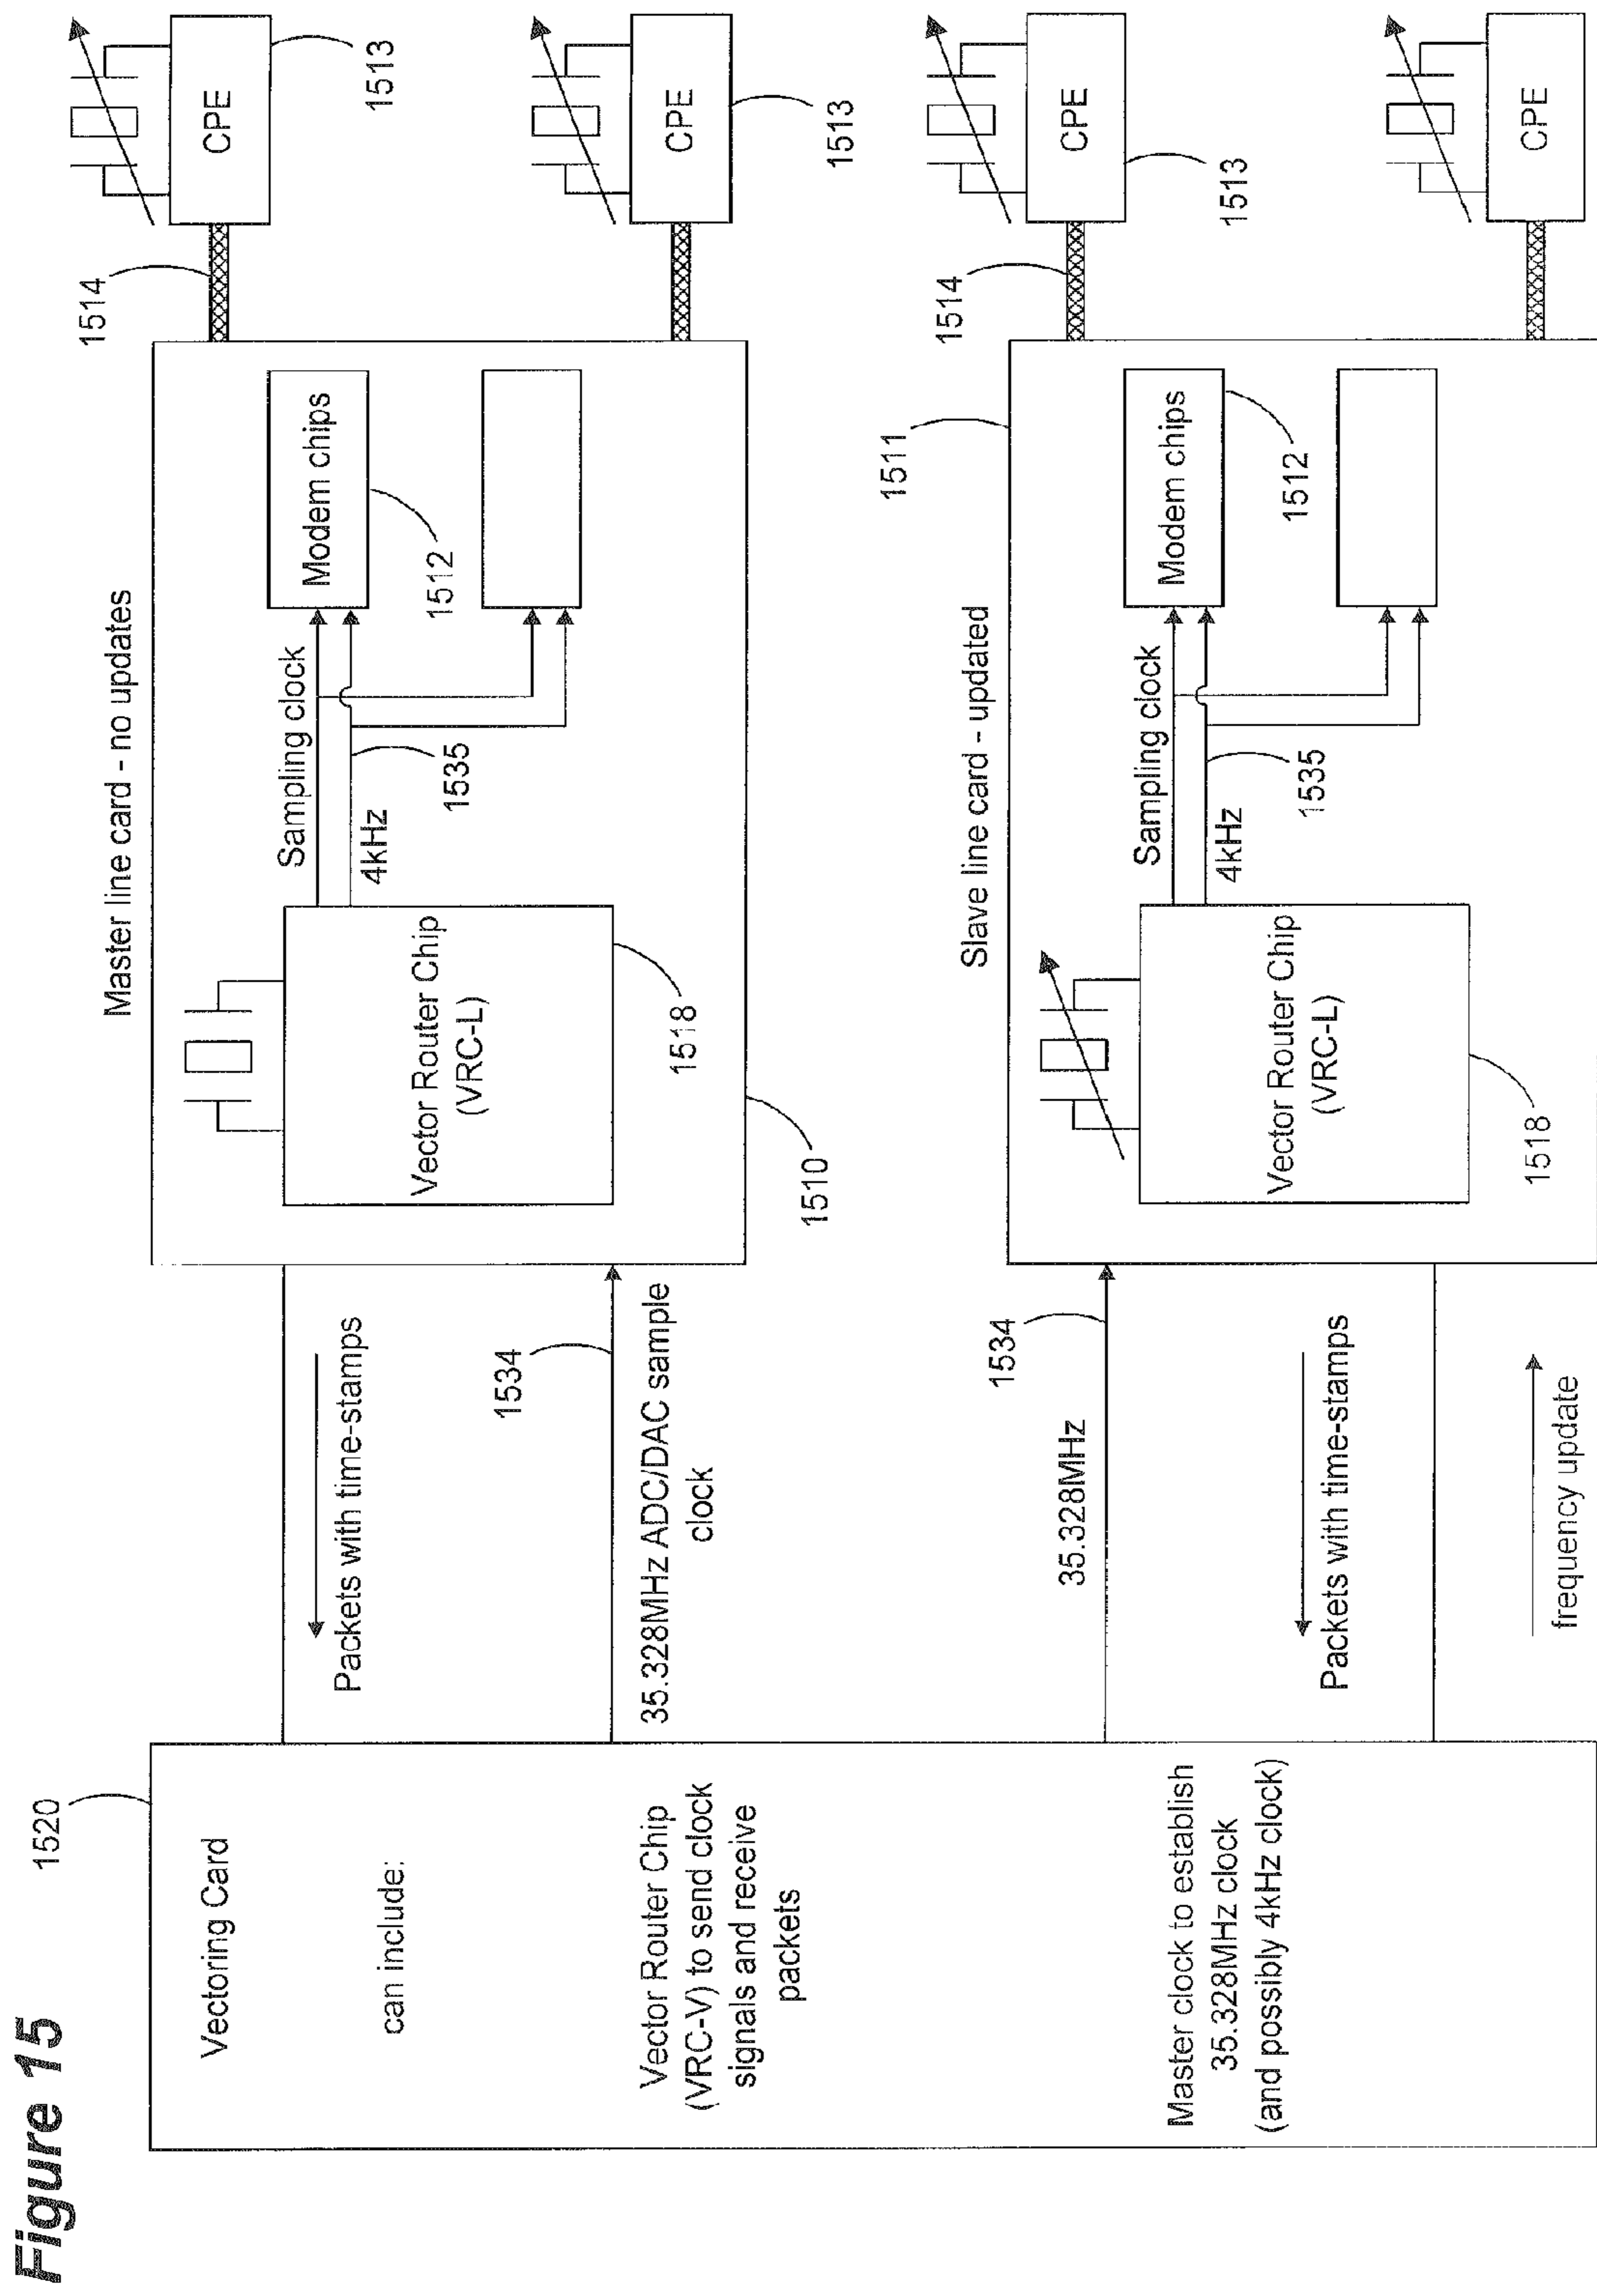 Figure 15
1520
Vectoring Card
can include:
Vector Router Chip
(VRC-V) to send clock
signals and receive
packets
Master clock to establish
35.328MHz clock
(and possibly 4kHz clock)
Packets with time-stamps
1534
35.328MHz ADC/DAC sample
clock
1534
35.328MHz
Packets with time-stamps
frequency update
Master line card - no updates
Vector Router Chip
(VRC-L)
1518
1510
Sampling clock
4kHz
1535
Modem chips
1512
1514
CPE
1513
CPE
1513
Slave line card - updated
1511
Vector Router Chip
(VRC-L)
1518
Sampling clock
4kHz
1535
Modem chips
1512
1514
CPE
1513
CPE